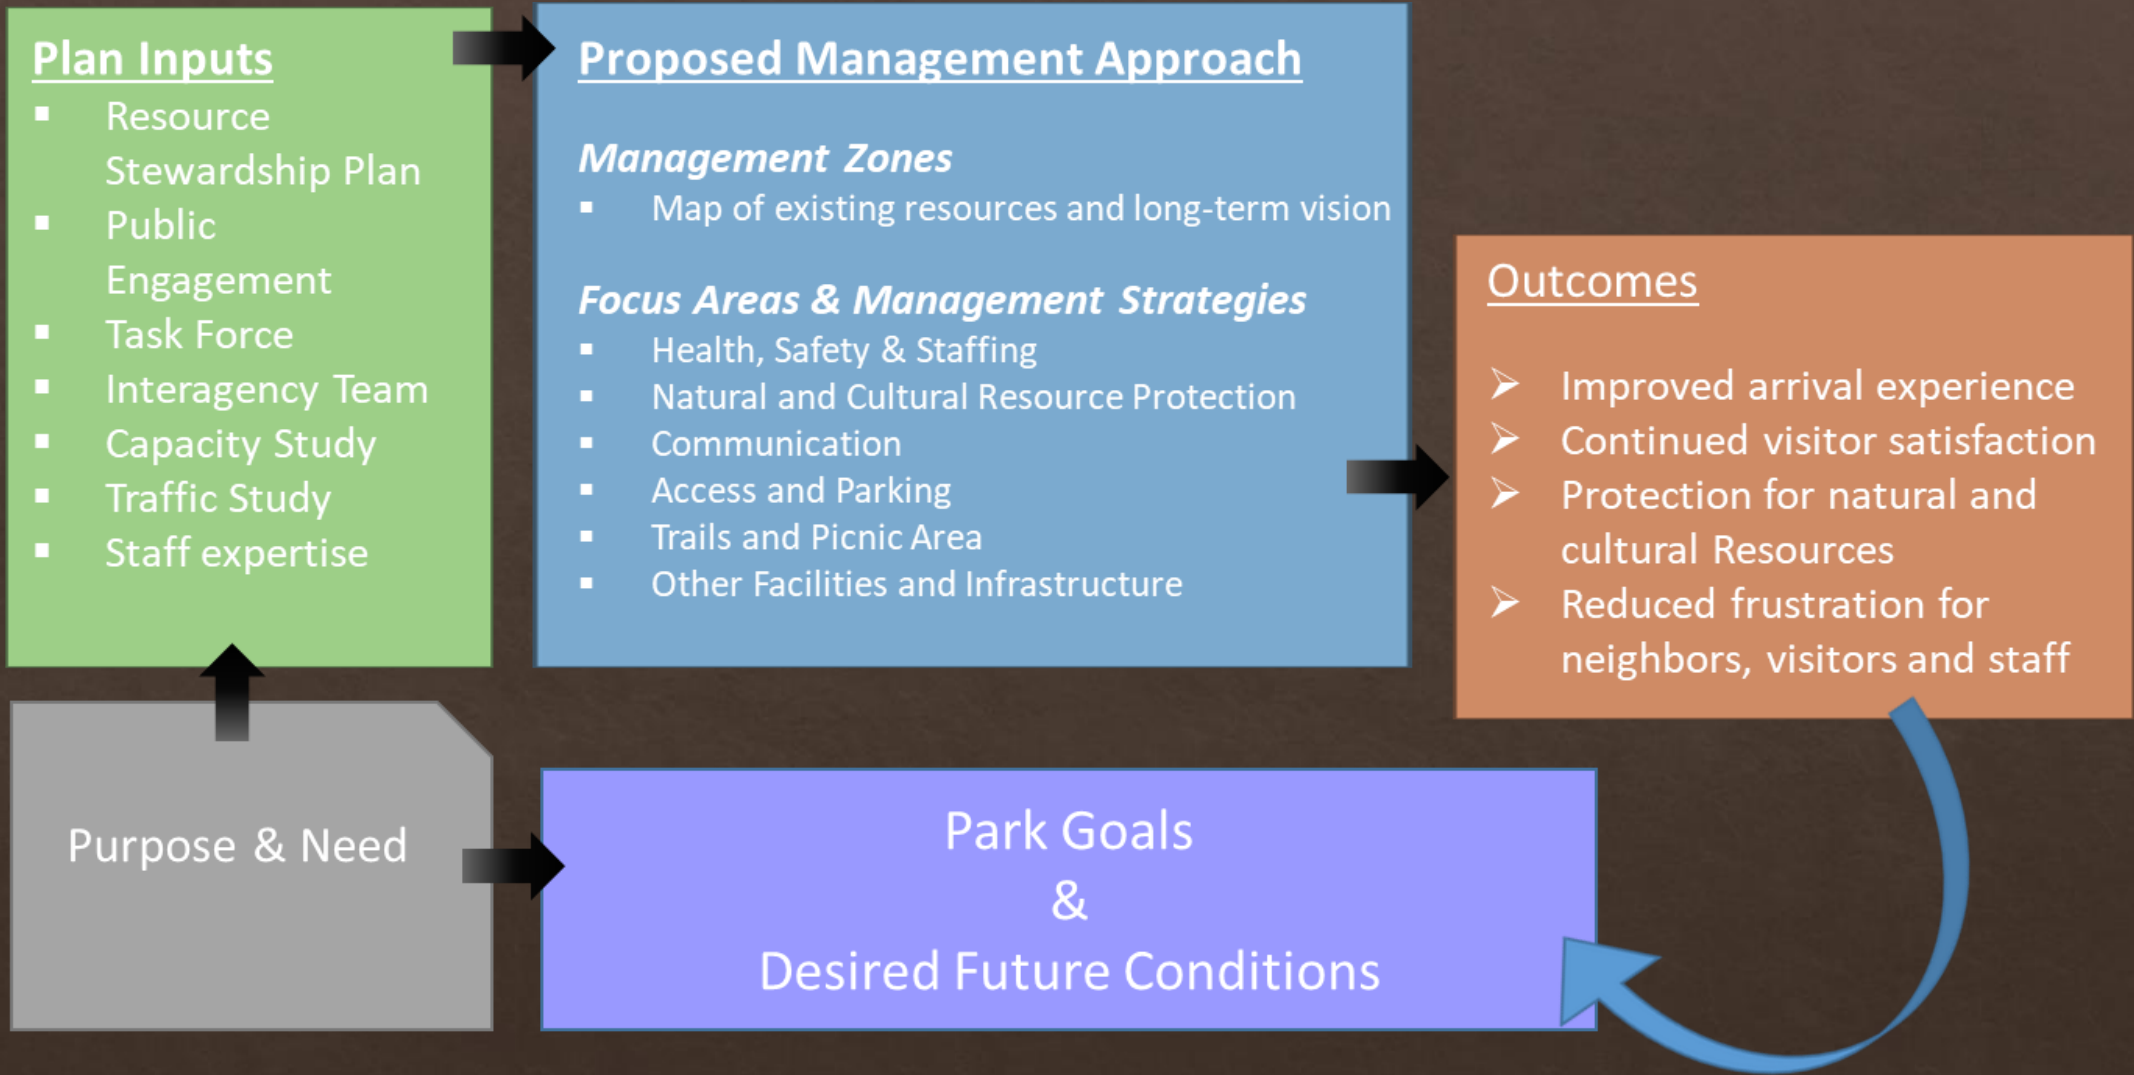 Plan Inputs
▪ Resource
Stewardship Plan
▪ Public
Engagement
▪ Task Force
▪ Interagency Team
▪ Capacity Study
▪ Traffic Study
▪ Staff expertise
Proposed Management Approach
Management Zones
▪ Map of existing resources and long-term vision
Focus Areas & Management Strategies
▪ Health, Safety & Staffing
▪ Natural and Cultural Resource Protection
▪ Communication
▪ Access and Parking
▪ Trails and Picnic Area
▪ Other Facilities and Infrastructure
Outcomes
➢ Improved arrival experience
➢ Continued visitor satisfaction
➢ Protection for natural and
cultural Resources
➢ Reduced frustration for
neighbors, visitors and staff
Purpose & Need
Park Goals
&
Desired Future Conditions